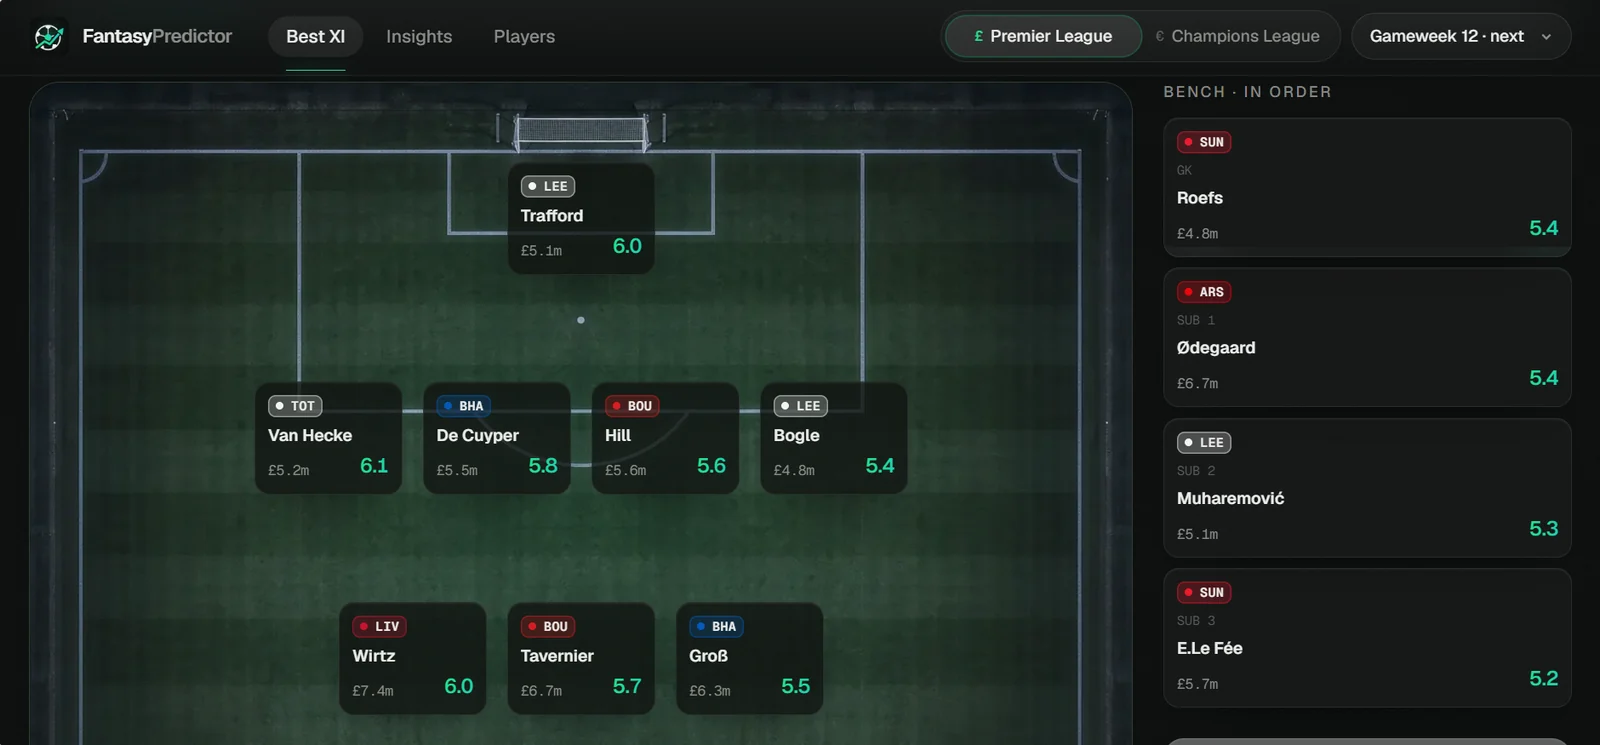 FantasyPredictor
Best XI
Insights
Players
£ Premier League
€ Champions League
Gameweek 12 · next
LEE
Trafford
£5.1m 6.0
TOT
Van Hecke
£5.2m 6.1
BHA
De Cuyper
£5.5m 5.8
BOU
Hill
£5.6m 5.6
LEE
Bogle
£4.8m 5.4
LIV
Wirtz
£7.4m 6.0
BOU
Tavernier
£6.7m 5.7
BHA
Groß
£6.3m 5.5
BENCH · IN ORDER
SUN
GK
Roefs
£4.8m 5.4
ARS
SUB 1
Ødegaard
£6.7m 5.4
LEE
SUB 2
Muharemović
£5.1m 5.3
SUN
SUB 3
E.Le Fée
£5.7m 5.2